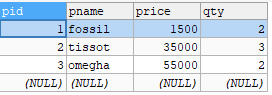 pid pname price qty
1 fossil 1500 2
2 tissot 35000 3
3 omegha 55000 2
(NULL) (NULL) (NULL) (NULL)